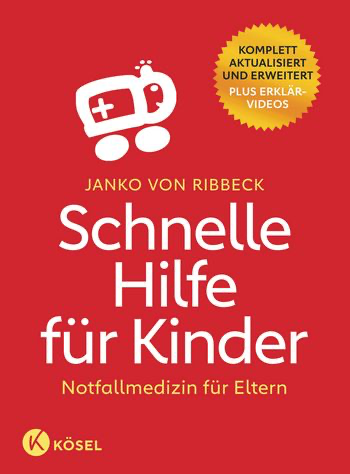 KOMPLETT
AKTUALISIERT
UND ERWEITERT
PLUS ERKLÄR-
VIDEOS
JANKO VON RIBBECK
Schnelle
Hilfe
für Kinder
Notfallmedizin für Eltern
K KÖSEL